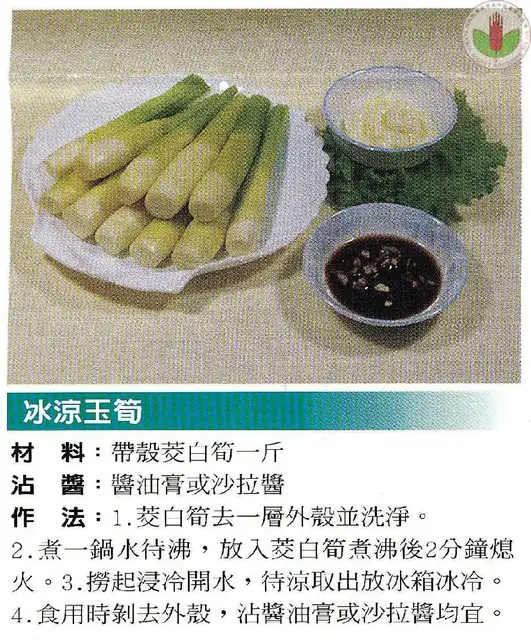 冰涼玉筍
材　料：帶殼茭白筍一斤
沾　醬：醬油膏或沙拉醬
作　法：1.茭白筍去一層外殼並洗淨。
2.煮一鍋水待沸，放入茭白筍煮沸後2分鐘熄
火。3.撈起浸冷開水，待涼取出放冰箱冰冷。
4.食用時剝去外殼，沾醬油膏或沙拉醬均宜。